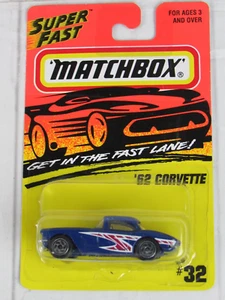 SUPER FAST
FOR AGES 3
AND OVER
MATCHBOX®
GET IN THE FAST LANE!
'62 CORVETTE
#32